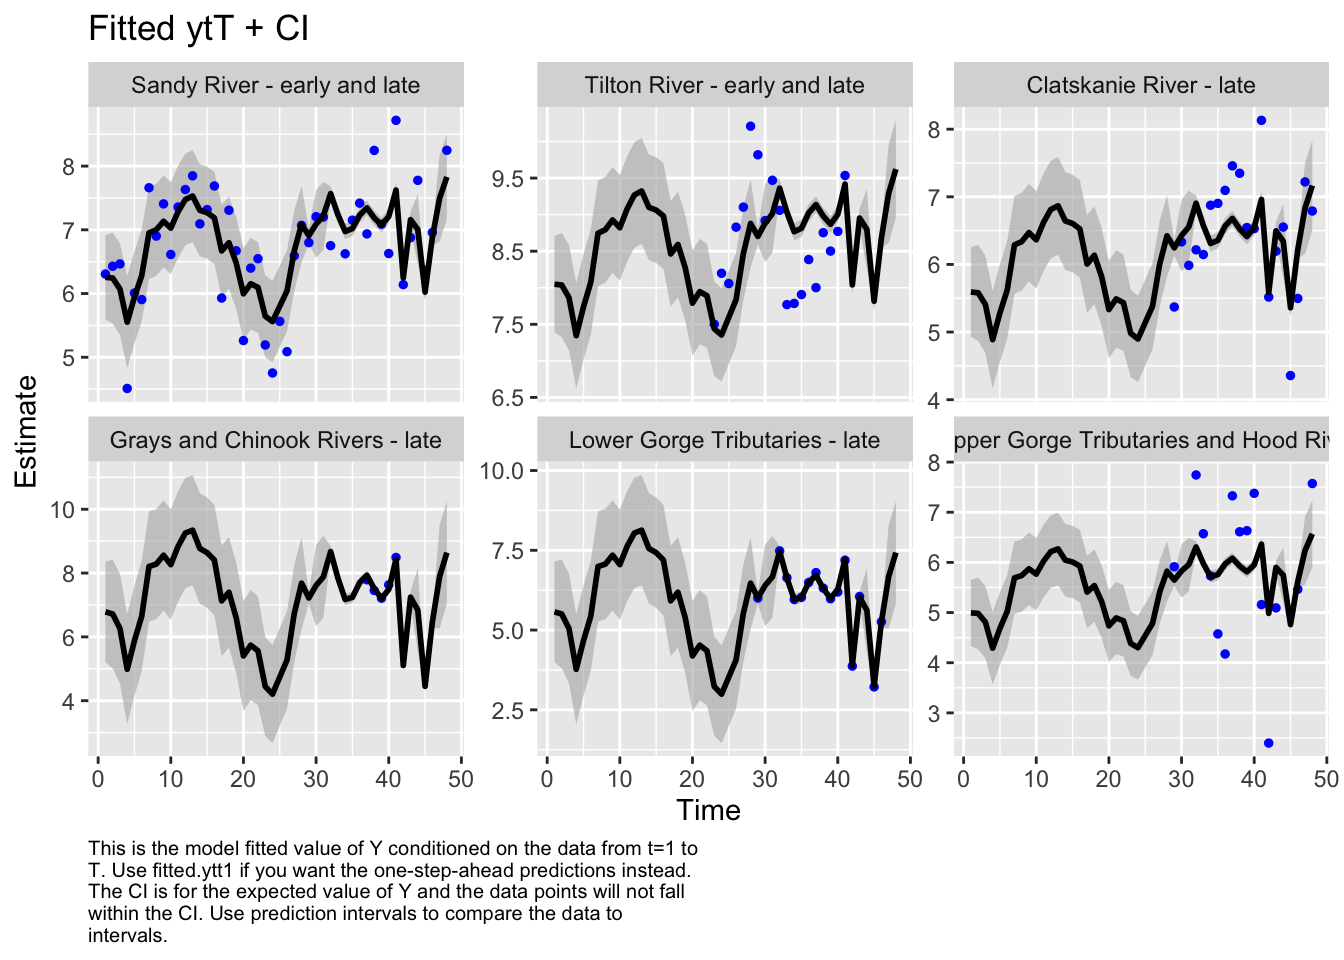 Fitted ytT + CI
Sandy River - early and late
Tilton River - early and late
Clatskanie River - late
8
7
6
5
9.5
8.5
7.5
6.5
8
7
6
5
4
Estimate
Grays and Chinook Rivers - late
Lower Gorge Tributaries - late
pper Gorge Tributaries and Hood Riv
10
8
6
4
10.0
7.5
5.0
2.5
8
7
6
5
4
3
0 10 20 30 40 50
0 10 20 30 40 50
0 10 20 30 40 50
Time
This is the model fitted value of Y conditioned on the data from t=1 to
T. Use fitted.ytt1 if you want the one-step-ahead predictions instead.
The CI is for the expected value of Y and the data points will not fall
within the CI. Use prediction intervals to compare the data to
intervals.